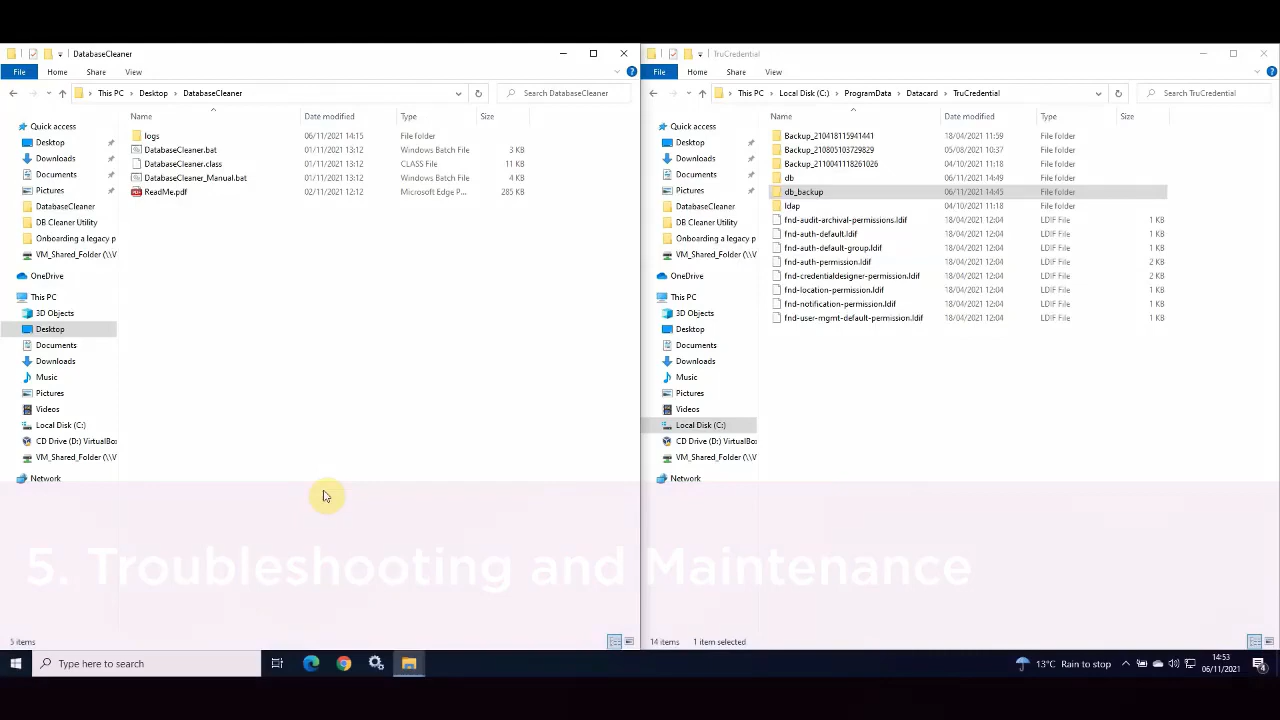 DatabaseCleaner
File Home Share View
This PC Desktop DatabaseCleaner
Search DatabaseCleaner
Name Date modified Type Size
Quick access
Desktop
Downloads
Documents
Pictures
DatabaseCleaner
DB Cleaner Utility
Onboarding a legacy p
VM_Shared_Folder (\\V
OneDrive
This PC
3D Objects
Desktop
Documents
Downloads
Music
Pictures
Videos
Local Disk (C:)
CD Drive (D:) VirtualBo
VM_Shared_Folder (\\V
Network
logs 06/11/2021 14:15 File folder
DatabaseCleaner.bat 01/11/2021 13:12 Windows Batch File 3 KB
DatabaseCleaner.class 01/11/2021 13:12 CLASS File 11 KB
DatabaseCleaner_Manual.bat 01/11/2021 13:12 Windows Batch File 4 KB
ReadMe.pdf 02/11/2021 12:12 Microsoft Edge P... 285 KB
5 items
TruCredential
File Home Share View
This PC Local Disk (C:) ProgramData Datacard TruCredential
Search TruCredential
Name Date modified Type Size
Quick access
Desktop
Downloads
Documents
Pictures
DatabaseCleaner
DB Cleaner Utility
Onboarding a legacy p
VM_Shared_Folder (\\V
OneDrive
This PC
3D Objects
Desktop
Documents
Downloads
Music
Pictures
Videos
Local Disk (C:)
CD Drive (D:) VirtualBo
VM_Shared_Folder (\\V
Network
Backup_210418115941441 18/04/2021 11:59 File folder
Backup_210805103729829 05/08/2021 10:37 File folder
Backup_2110041118261026 04/10/2021 11:18 File folder
db 06/11/2021 14:49 File folder
db_backup 06/11/2021 14:45 File folder
ldap 04/10/2021 11:18 File folder
fnd-audit-archival-permissions.ldif 18/04/2021 12:04 LDIF File 1 KB
fnd-auth-default.ldif 18/04/2021 12:04 LDIF File 1 KB
fnd-auth-default-group.ldif 18/04/2021 12:04 LDIF File 1 KB
fnd-auth-permission.ldif 18/04/2021 12:04 LDIF File 2 KB
fnd-credentialdesigner-permission.ldif 18/04/2021 12:04 LDIF File 2 KB
fnd-location-permission.ldif 18/04/2021 12:04 LDIF File 1 KB
fnd-notification-permission.ldif 18/04/2021 12:04 LDIF File 1 KB
fnd-user-mgmt-default-permission.ldif 18/04/2021 12:04 LDIF File 1 KB
14 items 1 item selected
5. Troubleshooting and Maintenance
Type here to search
13°C Rain to stop
14:53
06/11/2021
4